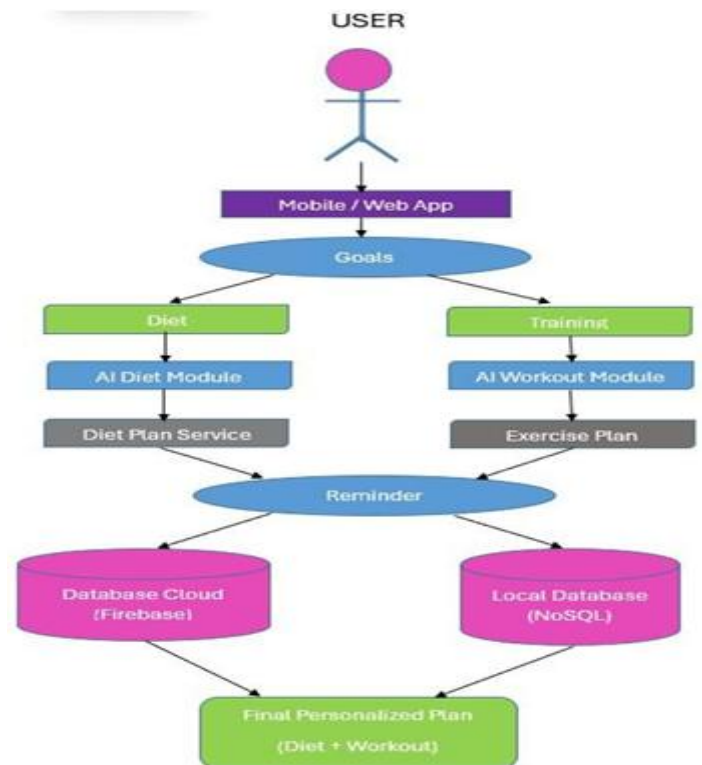 USER
Mobile / Web App
Goals
Diet
Training
AI Diet Module
AI Workout Module
Diet Plan Service
Exercise Plan
Reminder
Database Cloud
(Firebase)
Local Database
(NoSQL)
Final Personalized Plan
(Diet + Workout)